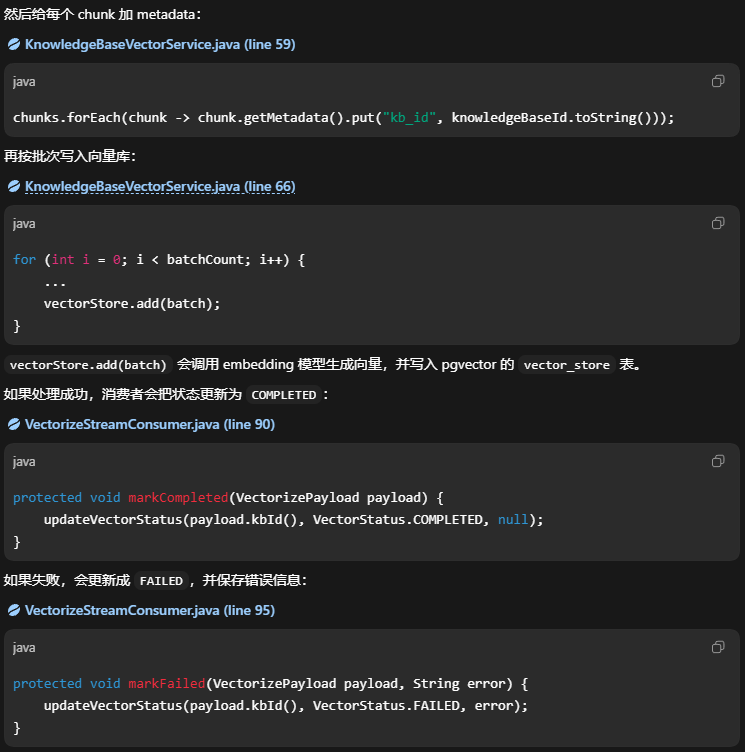 然后给每个 chunk 加 metadata：
KnowledgeBaseVectorService.java (line 59)
java
chunks.forEach(chunk -> chunk.getMetadata().put("kb_id", knowledgeBaseId.toString()));
再按批次写入向量库：
KnowledgeBaseVectorService.java (line 66)
java
for (int i = 0; i < batchCount; i++) {
    ...
    vectorStore.add(batch);
}
vectorStore.add(batch) 会调用 embedding 模型生成向量，并写入 pgvector 的 vector_store 表。
如果处理成功，消费者会把状态更新为 COMPLETED：
VectorizeStreamConsumer.java (line 90)
java
protected void markCompleted(VectorizePayload payload) {
    updateVectorStatus(payload.kbId(), VectorStatus.COMPLETED, null);
}
如果失败，会更新成 FAILED，并保存错误信息：
VectorizeStreamConsumer.java (line 95)
java
protected void markFailed(VectorizePayload payload, String error) {
    updateVectorStatus(payload.kbId(), VectorStatus.FAILED, error);
}